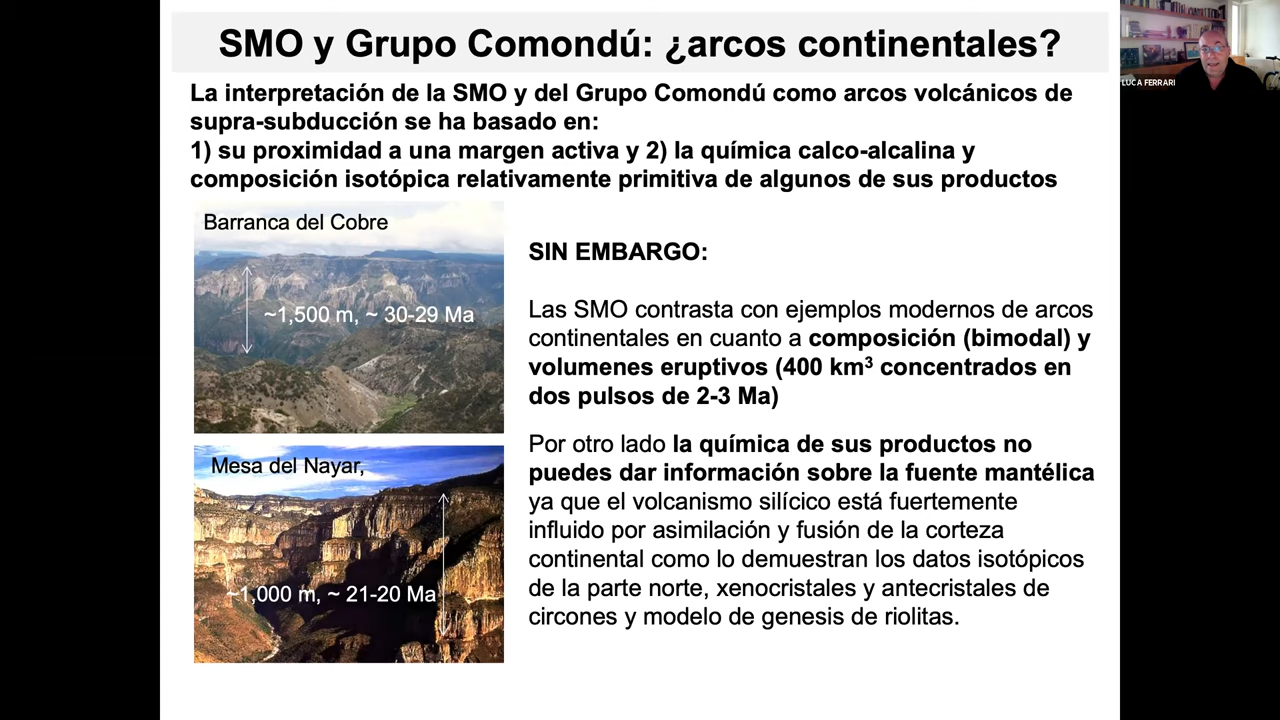 SMO y Grupo Comondú: ¿arcos continentales?
La interpretación de la SMO y del Grupo Comondú como arcos volcánicos de
supra-subducción se ha basado en:
1) su proximidad a una margen activa y 2) la química calco-alcalina y
composición isotópica relativamente primitiva de algunos de sus productos
Barranca del Cobre
~1,500 m, ~ 30-29 Ma
Mesa del Nayar,
~1,000 m, ~ 21-20 Ma
SIN EMBARGO:
Las SMO contrasta con ejemplos modernos de arcos
continentales en cuanto a composición (bimodal) y
volumenes eruptivos (400 km³ concentrados en
dos pulsos de 2-3 Ma)
Por otro lado la química de sus productos no
puedes dar información sobre la fuente mantélica
ya que el volcanismo silícico está fuertemente
influido por asimilación y fusión de la corteza
continental como lo demuestran los datos isotópicos
de la parte norte, xenocristales y antecristales de
circones y modelo de genesis de riolitas.
LUCA FERRARI